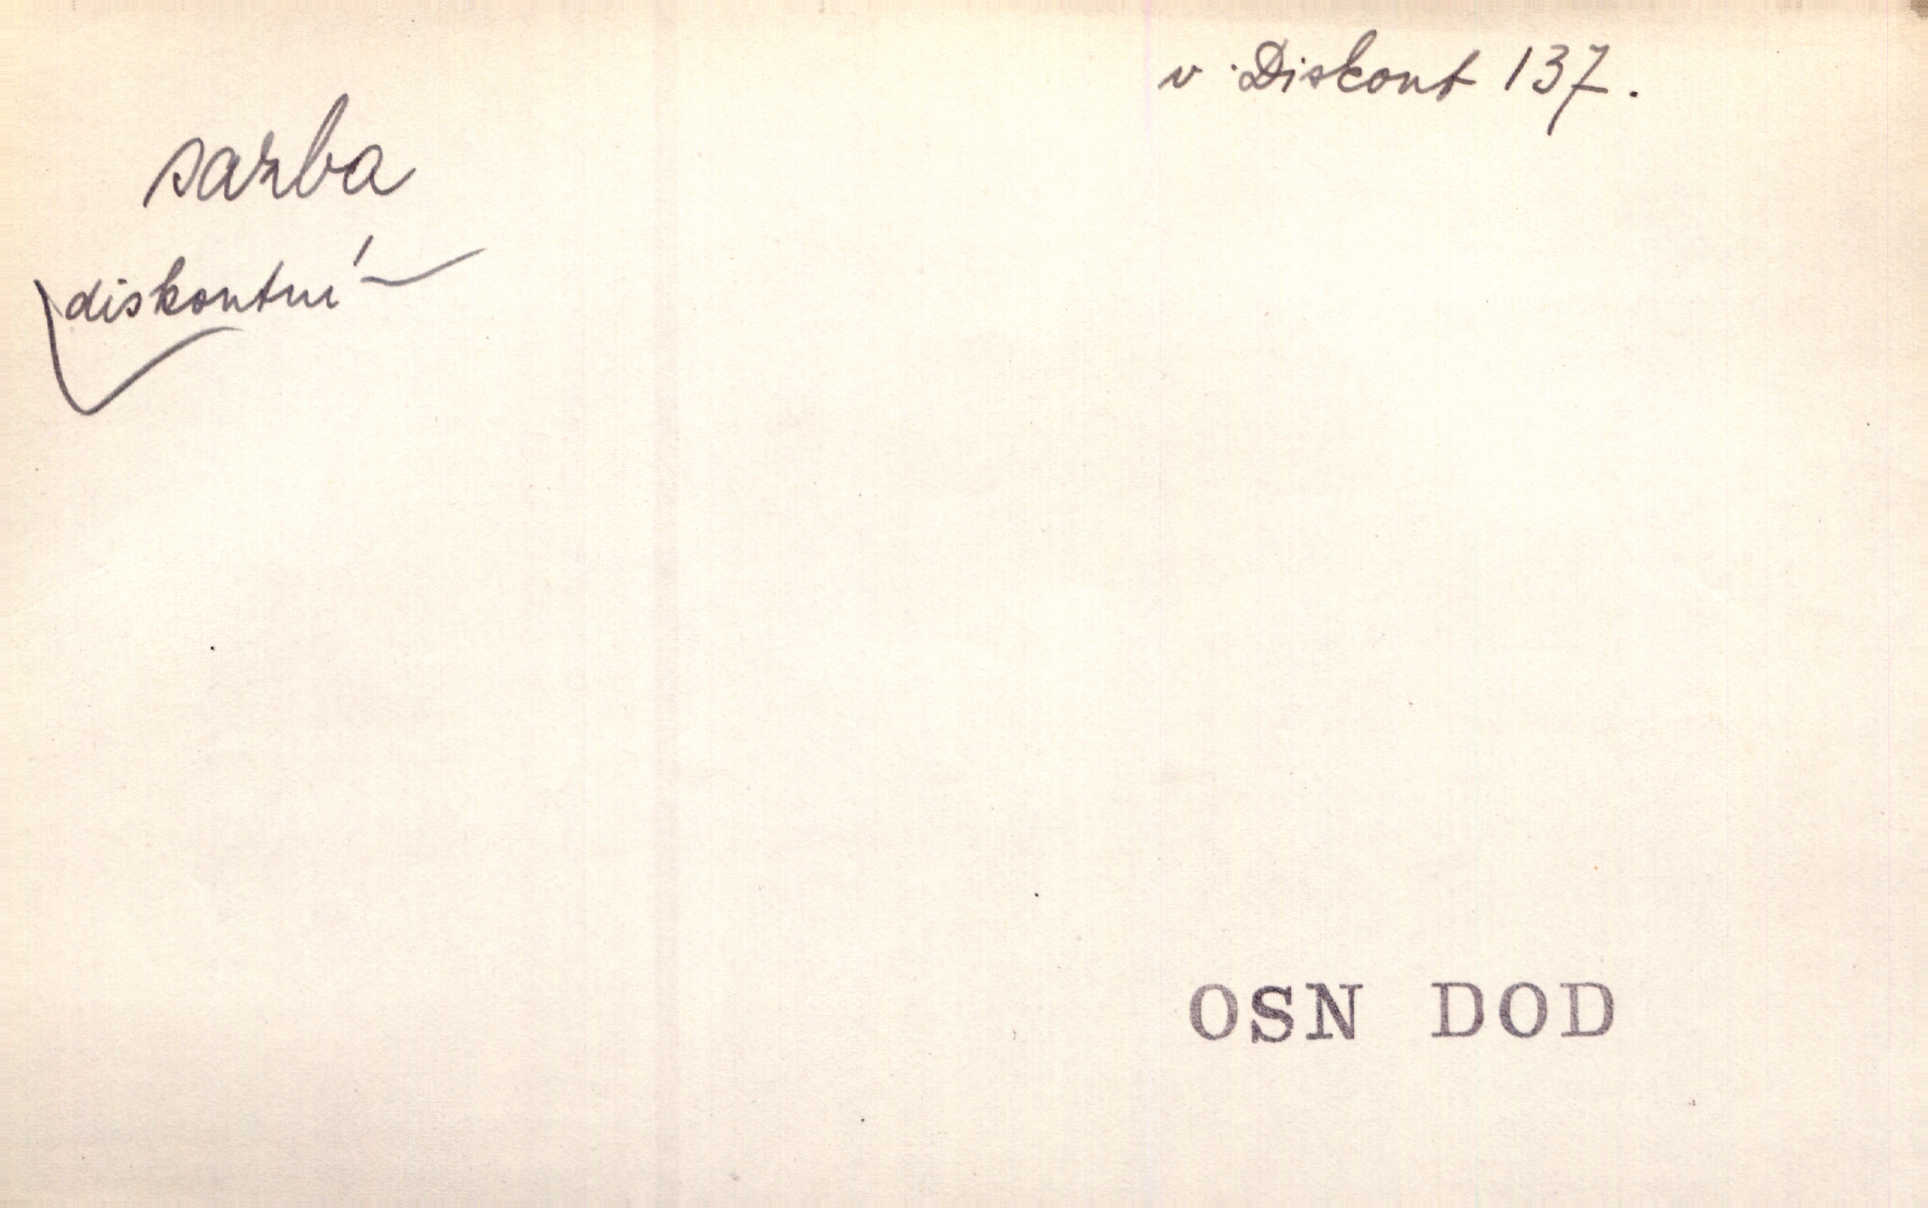 v. Diskont 137.
sazba
diskontní –
OSN DOD